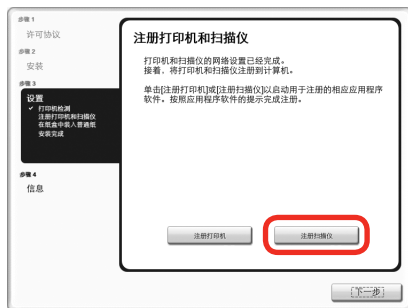 步骤 1
许可协议
步骤 2
安装
步骤 3
设置
✓ 打印机检测
注册打印机和扫描仪
在纸盒中装入普通纸
安装完成
步骤 4
信息
注册打印机和扫描仪
打印机和扫描仪的网络设置已经完成。
接着，将打印机和扫描仪注册到计算机。
单击[注册打印机]或[注册扫描仪]以启动用于注册的相应应用程序
软件。按照应用程序软件的提示完成注册。
注册打印机
注册扫描仪
下一步